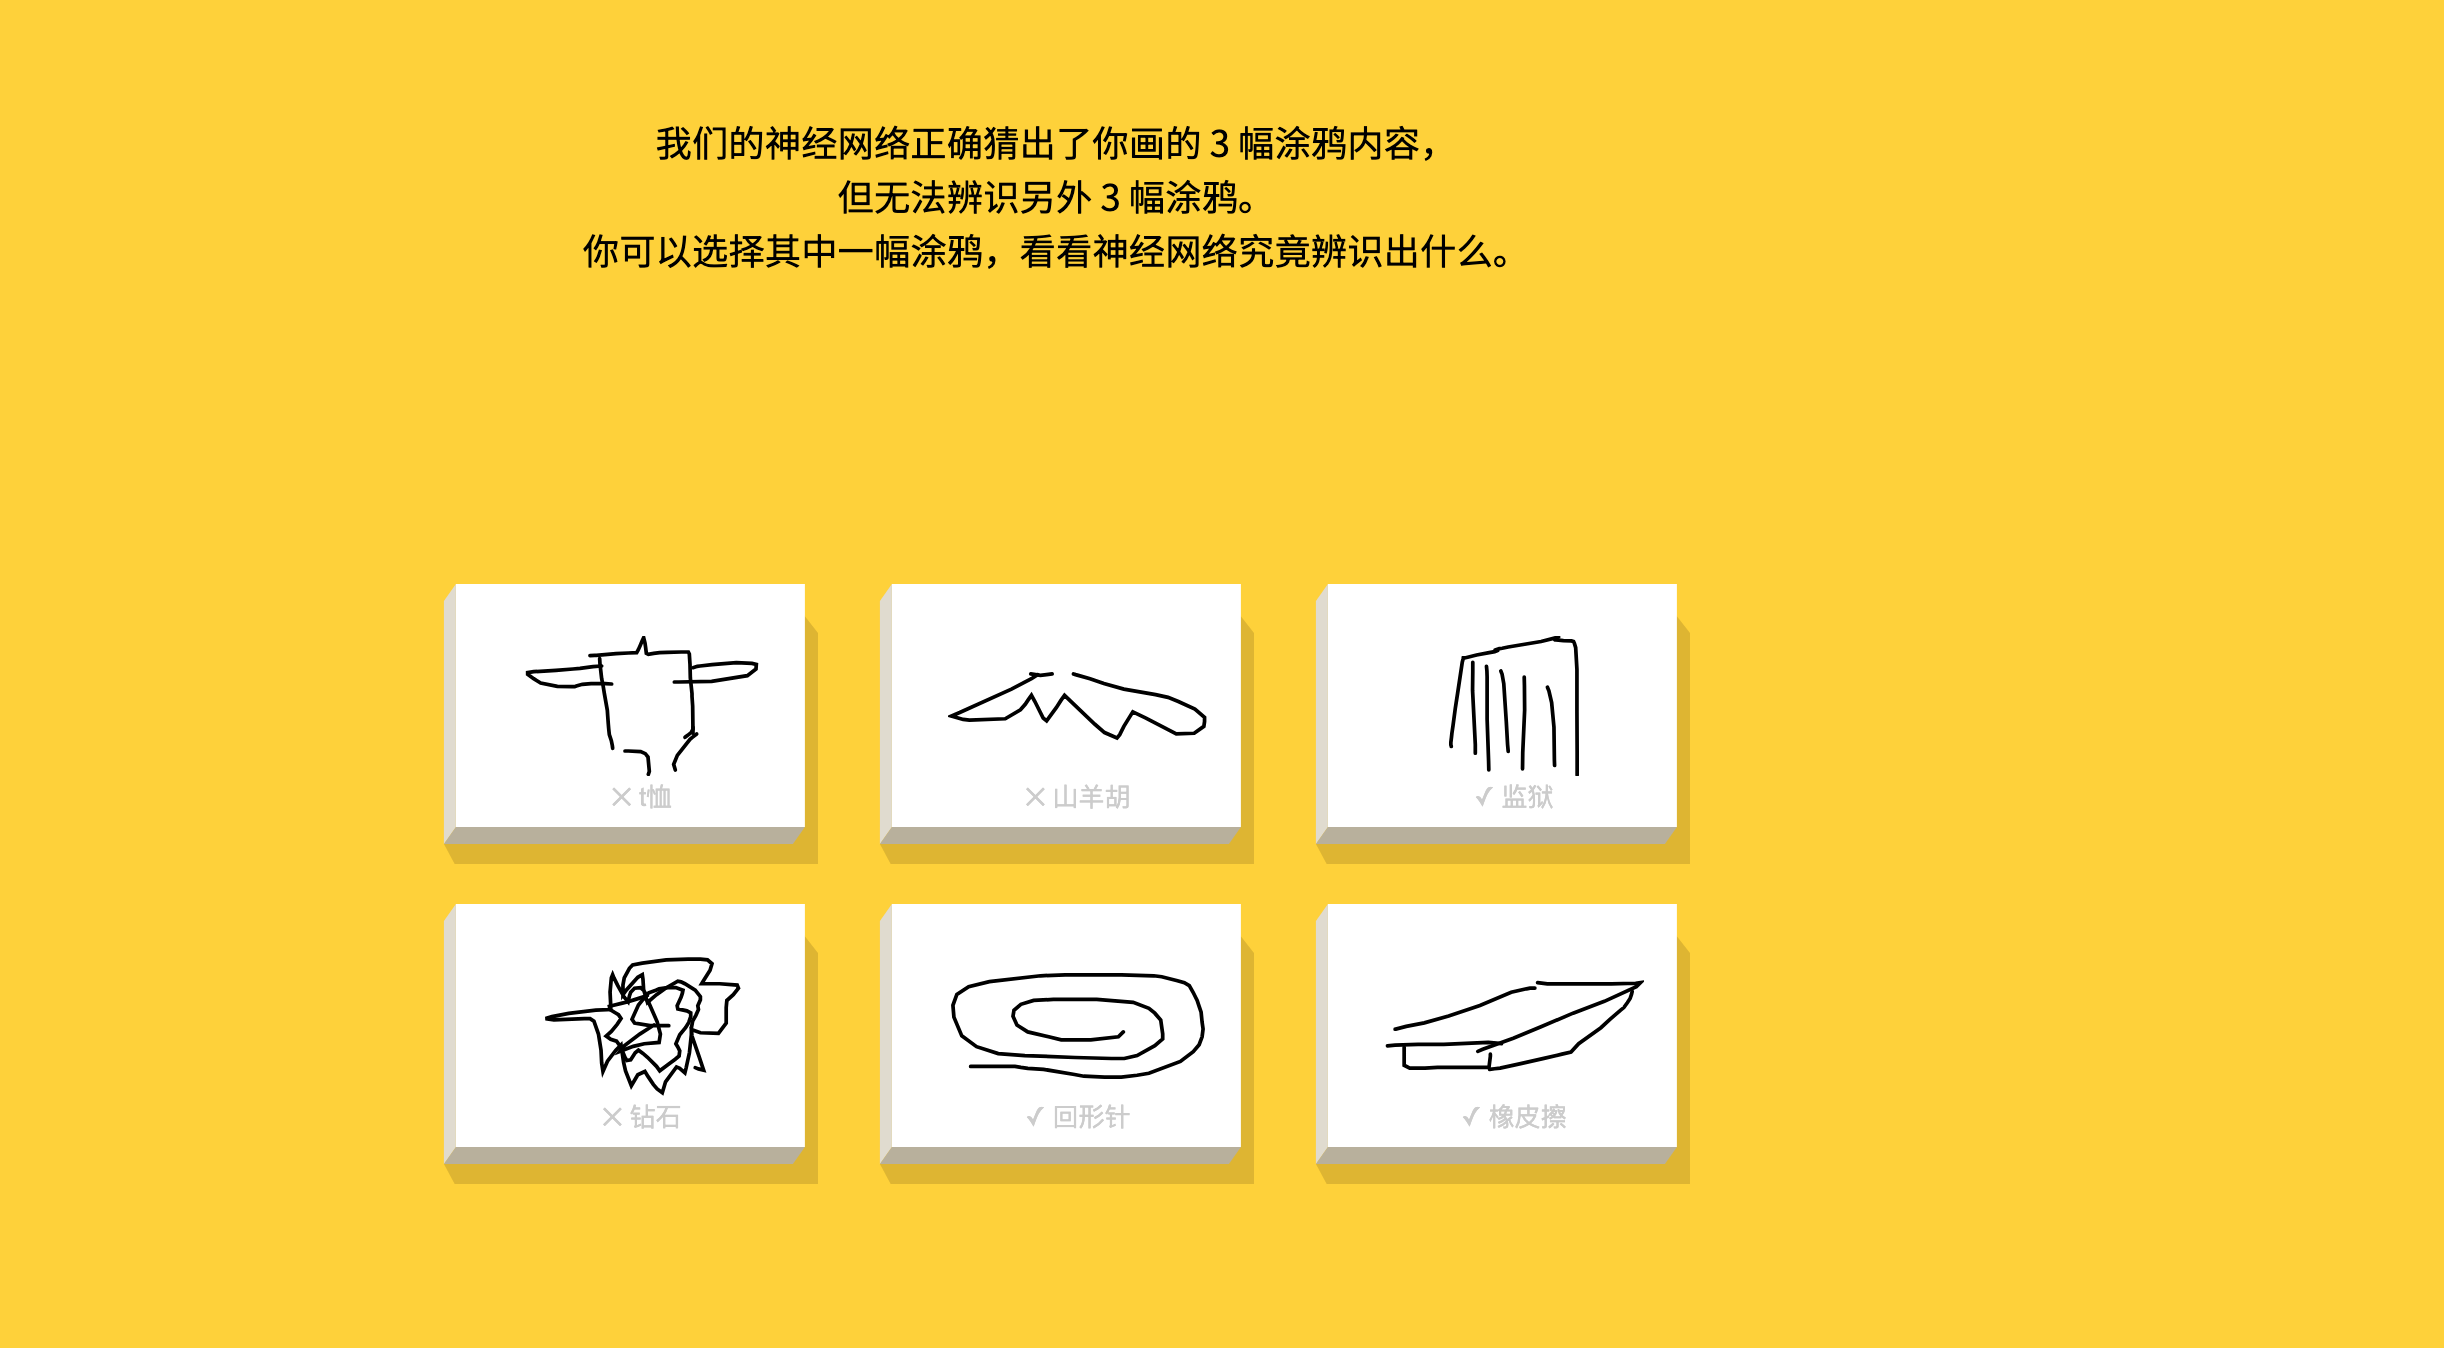 我们的神经网络正确猜出了你画的 3 幅涂鸦内容，
但无法辨识另外 3 幅涂鸦。
你可以选择其中一幅涂鸦，看看神经网络究竟辨识出什么。
× t恤
× 山羊胡
✓ 监狱
× 钻石
✓ 回形针
✓ 橡皮擦